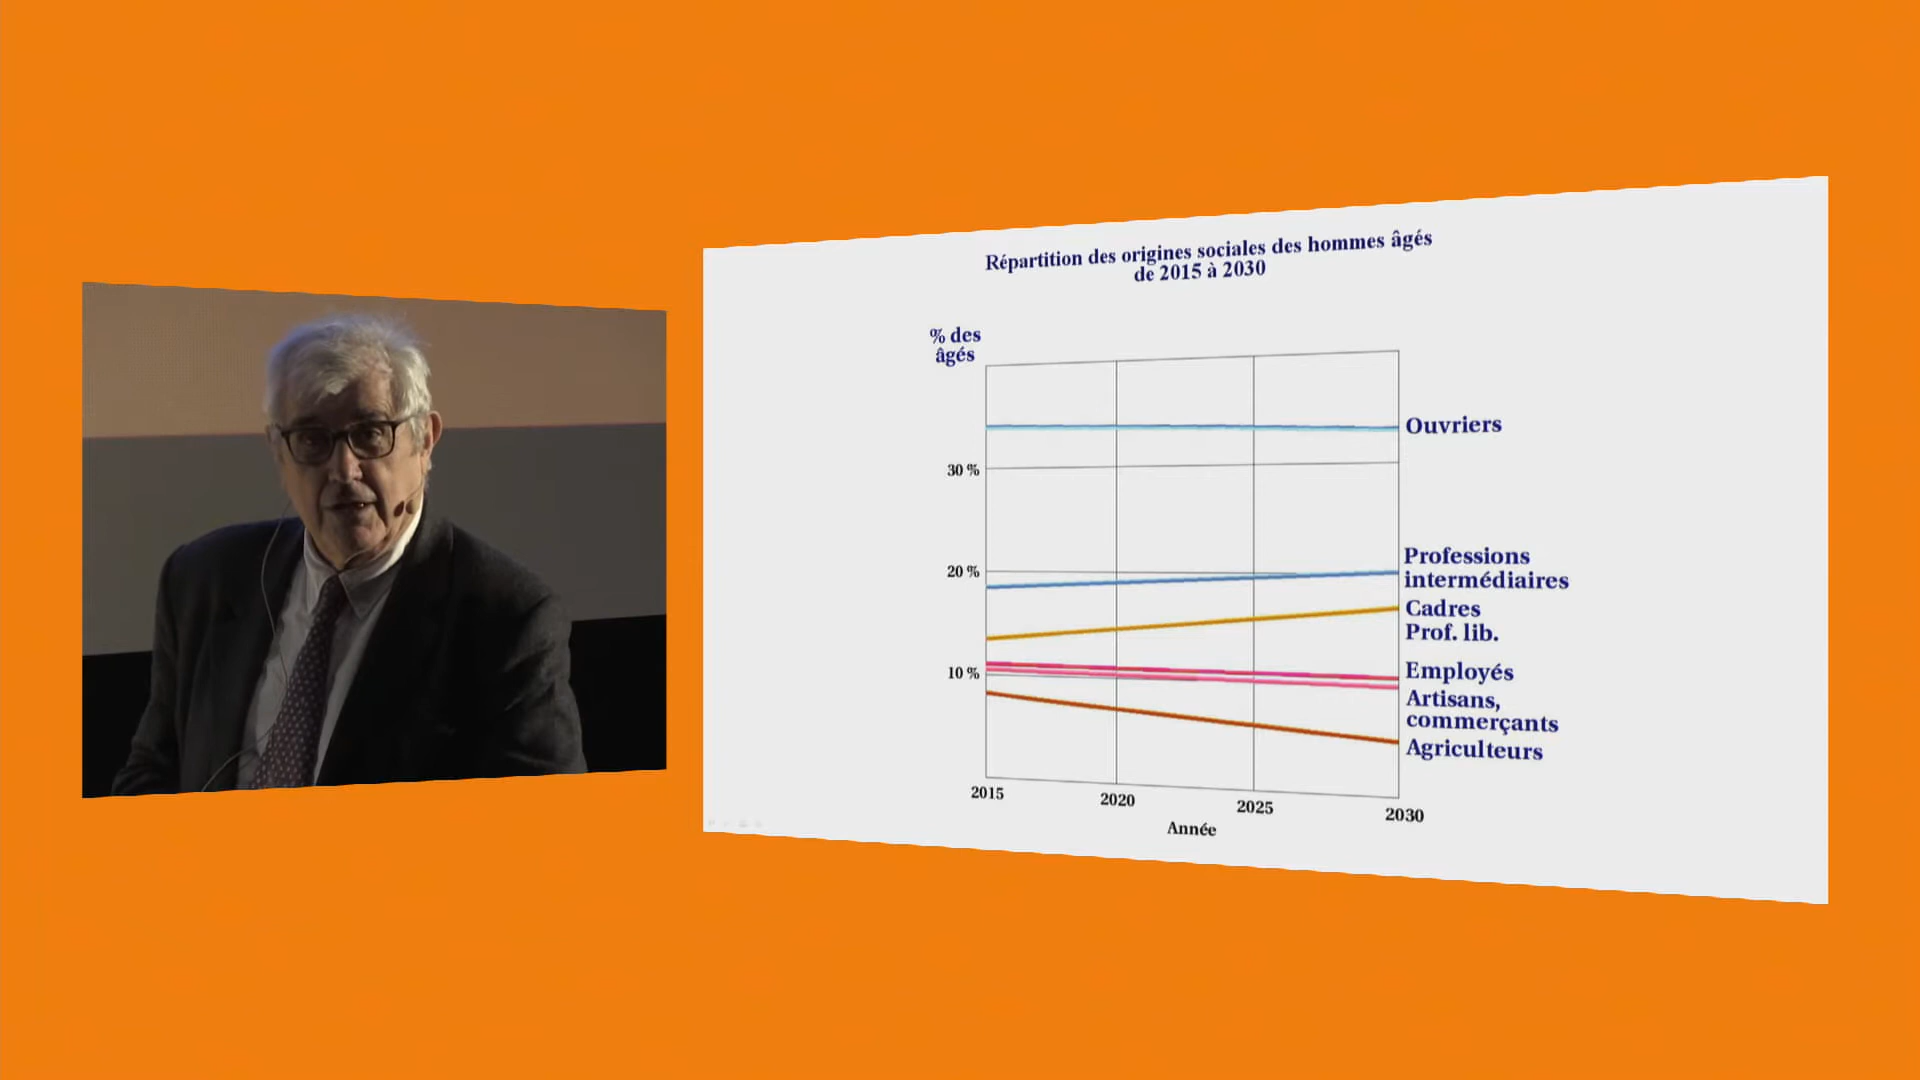 Répartition des origines sociales des hommes âgés
de 2015 à 2030
% des
âgés
30 %
20 %
10 %
Ouvriers
Professions
intermédiaires
Cadres
Prof. lib.
Employés
Artisans,
commerçants
Agriculteurs
2015
2020
2025
2030
Année